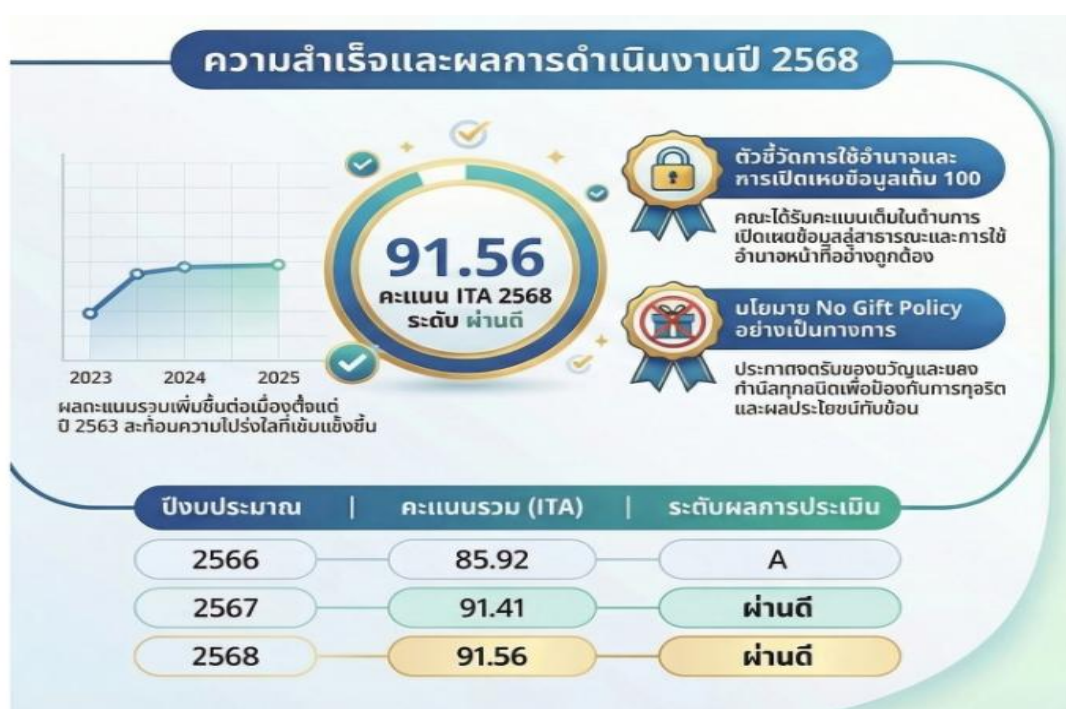 ความสำเร็จและผลการดำเนินงานปี 2568
91.56
คะแนน ITA 2568
ระดับ ผ่านดี
2023 2024 2025
ผลถะแนมรวบเพิ่มชึ้นต่อเมื่องตั้งแต่
ปี 2563 สะท้อนความโปร่งใลที่เข้มแข็งขึ้น
ตัวชี้วัดการใช้อำนาจและ
การเปิดเหยข้อมูลเต้บ 100
คณะได้รับคะแบนเต็มในด้านการ
เปิดเผยข้อมูลสู่สาธารณะและการใช้
อำนาจหน้าที่อย่างถูกต้อง
นโยมาย No Gift Policy
อย่างเป็นทางการ
ประกาศงดรับของขวัญและของ
เพื่อป้องกันการทุจริต
และผลประโยชน์ทับข้อน
ปีงบประมาณ | คะแนนรวม (ITA) | ระดับผลการประเมิน
2566 85.92 A
2567 91.41 ผ่านดี
2568 91.56 ผ่านดี